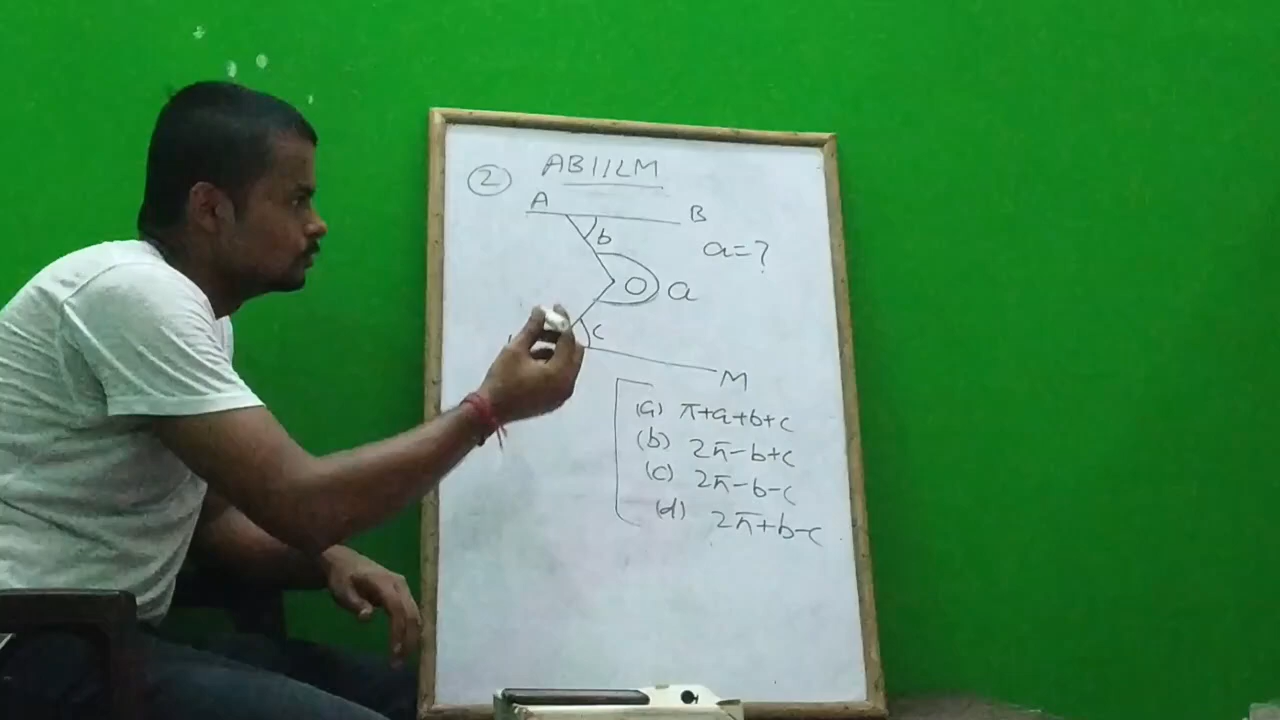 ② AB||LM
A B
b
a=?
O a
c
M
(a) π+a+b+c
(b) 2π-b+c
(c) 2π-b-c
(d) 2π+b-c